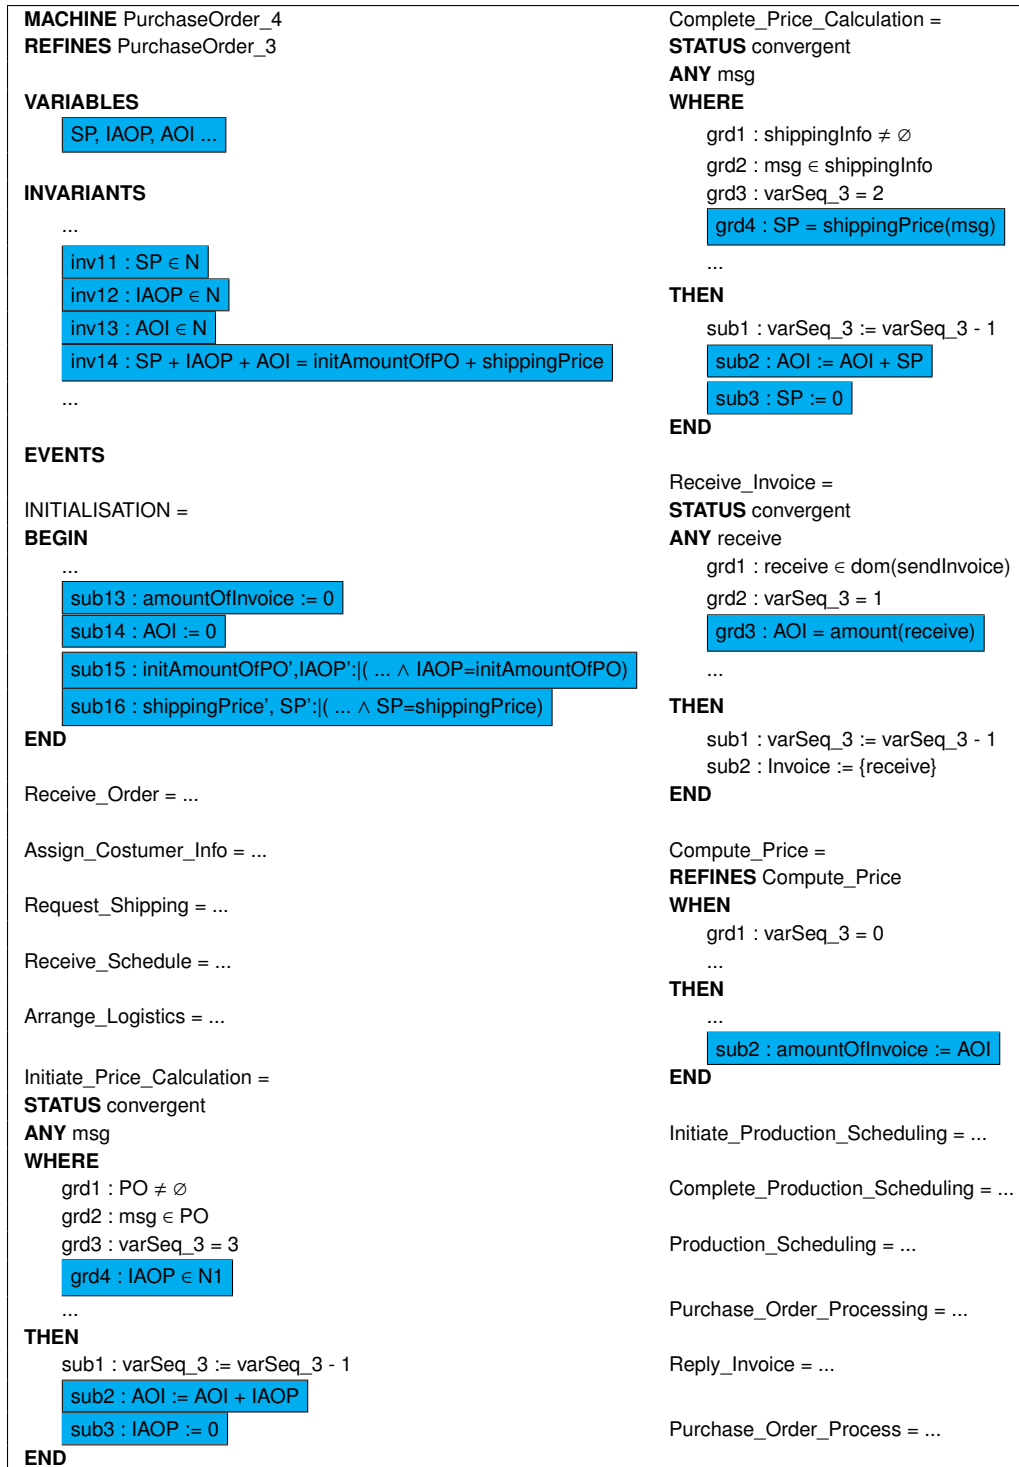 MACHINE PurchaseOrder_4
REFINES PurchaseOrder_3
VARIABLES
SP, IAOP, AOI ...
INVARIANTS
...
inv11 : SP ∈ N
inv12 : IAOP ∈ N
inv13 : AOI ∈ N
inv14 : SP + IAOP + AOI = initAmountOfPO + shippingPrice
...
EVENTS
INITIALISATION =
BEGIN
...
sub13 : amountOfInvoice := 0
sub14 : AOI := 0
sub15 : initAmountOfPO',IAOP':|( ... ∧ IAOP=initAmountOfPO)
sub16 : shippingPrice', SP':|( ... ∧ SP=shippingPrice)
END
Receive_Order = ...
Assign_Costumer_Info = ...
Request_Shipping = ...
Receive_Schedule = ...
Arrange_Logistics = ...
Initiate_Price_Calculation =
STATUS convergent
ANY msg
WHERE
grd1 : PO ≠ ∅
grd2 : msg ∈ PO
grd3 : varSeq_3 = 3
grd4 : IAOP ∈ N1
...
THEN
sub1 : varSeq_3 := varSeq_3 - 1
sub2 : AOI := AOI + IAOP
sub3 : IAOP := 0
END
Complete_Price_Calculation =
STATUS convergent
ANY msg
WHERE
grd1 : shippingInfo ≠ ∅
grd2 : msg ∈ shippingInfo
grd3 : varSeq_3 = 2
grd4 : SP = shippingPrice(msg)
...
THEN
sub1 : varSeq_3 := varSeq_3 - 1
sub2 : AOI := AOI + SP
sub3 : SP := 0
END
Receive_Invoice =
STATUS convergent
ANY receive
grd1 : receive ∈ dom(sendInvoice)
grd2 : varSeq_3 = 1
grd3 : AOI = amount(receive)
...
THEN
sub1 : varSeq_3 := varSeq_3 - 1
sub2 : Invoice := {receive}
END
Compute_Price =
REFINES Compute_Price
WHEN
grd1 : varSeq_3 = 0
...
THEN
...
sub2 : amountOfInvoice := AOI
END
Initiate_Production_Scheduling = ...
Complete_Production_Scheduling = ...
Production_Scheduling = ...
Purchase_Order_Processing = ...
Reply_Invoice = ...
Purchase_Order_Process = ...